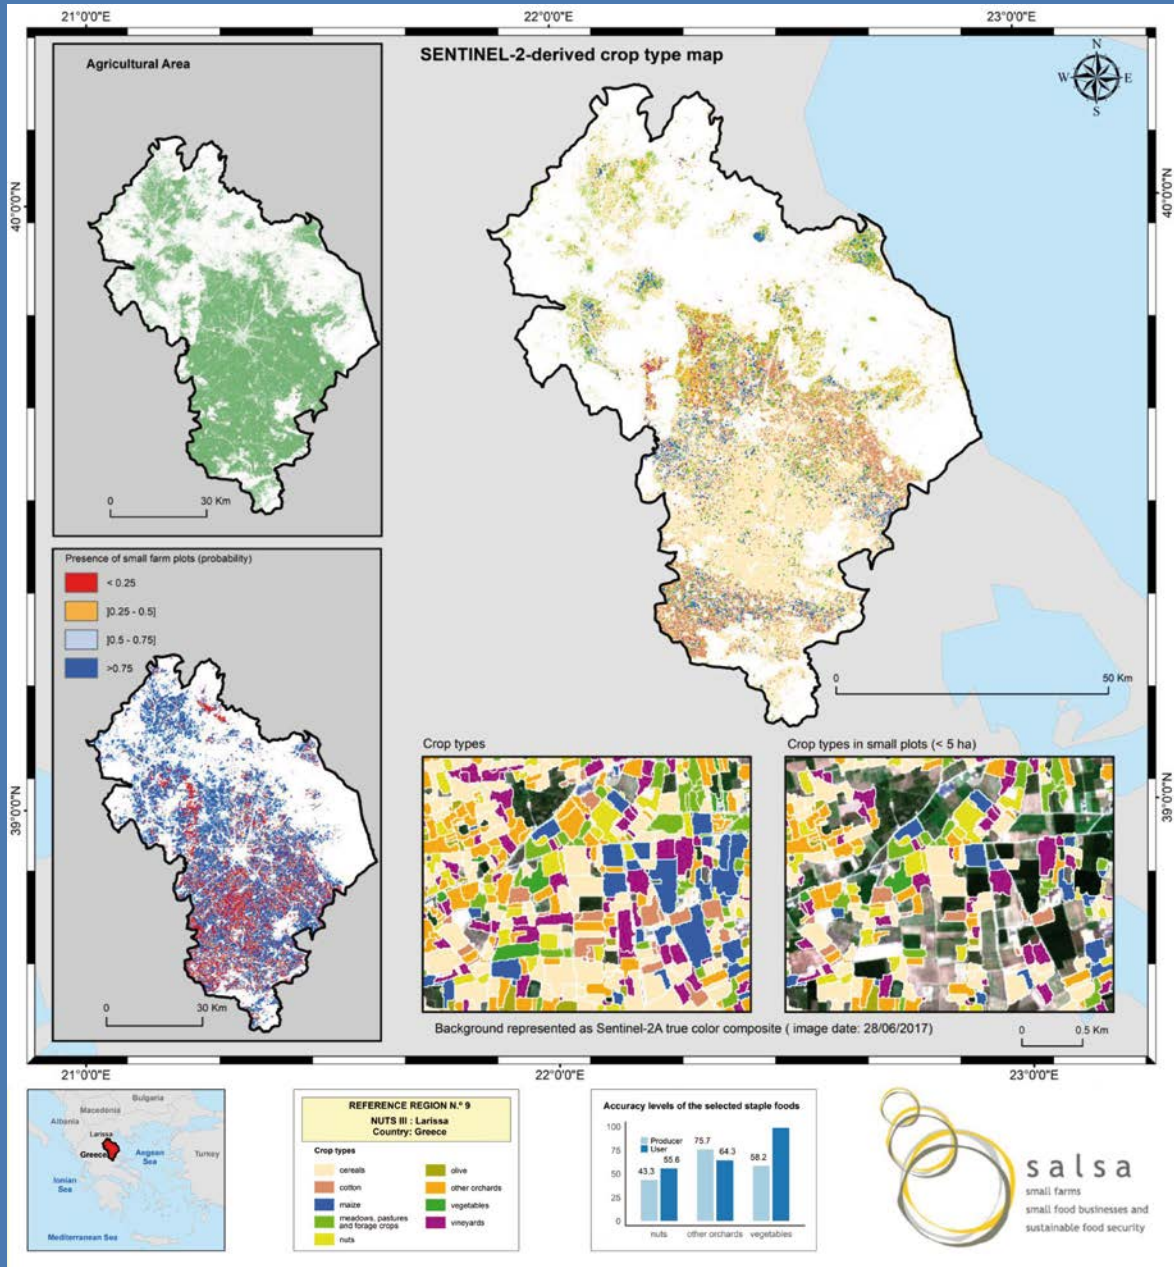 21°0'0"E
22°0'0"E
23°0'0"E
Agricultural Area
SENTINEL-2-derived crop type map
N
W
E
S
40°0'0"N
40°0'0"N
0
30 Km
Presence of small farm plots (probability)
< 0.25
]0.25 - 0.5]
]0.5 - 0.75]
>0.75
0
50 Km
Crop types
Crop types in small plots (< 5 ha)
39°0'0"N
39°0'0"N
0
30 Km
Background represented as Sentinel-2A true color composite ( image date: 28/06/2017)
0
0.5 Km
21°0'0"E
22°0'0"E
23°0'0"E
Bulgaria
Macedónia
Albania
Larissa
Greece
Aegean
Sea
Turkey
Ionian
Sea
Mediterranean Sea
REFERENCE REGION N.º 9
NUTS III : Larissa
Country: Greece
Crop types
cereals
cotton
maize
meadows, pastures
and forage crops
nuts
olive
other orchards
vegetables
vineyards
Accuracy levels of the selected staple foods
100
75
50
25
0
Producer
User
43.3
55.6
75.7
64.3
58.2
nuts
other orchards
vegetables
salsa
small farms
small food businesses and
sustainable food security